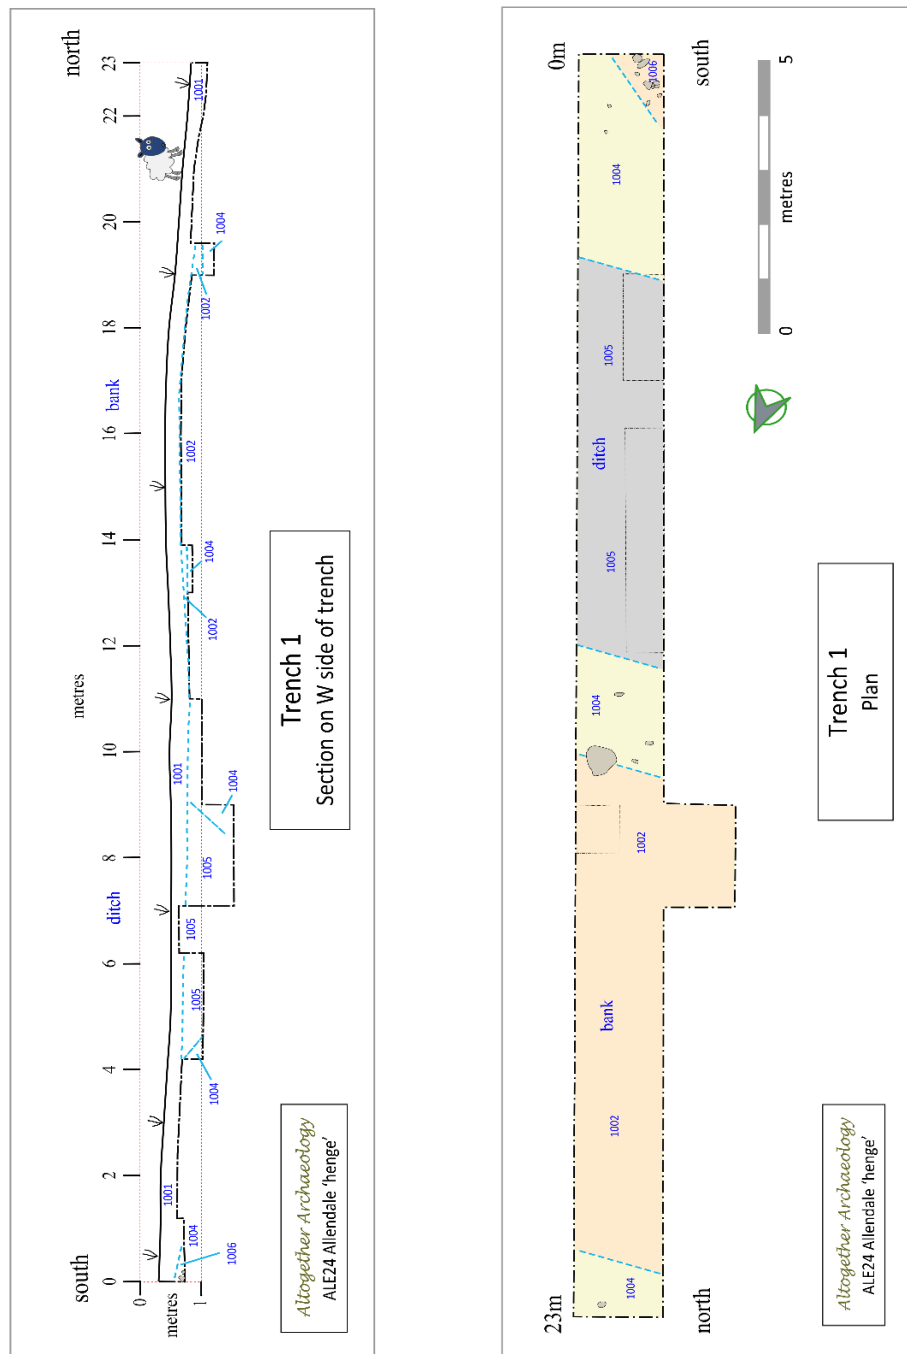 north
23
22
20
18
16
14
12
10
8
6
4
2
0
south
metres
bank
ditch
0
1
metres
1001
1004
1002
1002
1004
1002
1001
1004
1005
1005
1005
1004
1001
1004
1006
Trench 1
Section on W side of trench
Altogether Archaeology
ALE24 Allendale ‘henge’
0m
south
1006
1004
1005
ditch
1005
1004
1002
bank
1002
1004
23m
north
5
metres
0
Trench 1
Plan
Altogether Archaeology
ALE24 Allendale ‘henge’